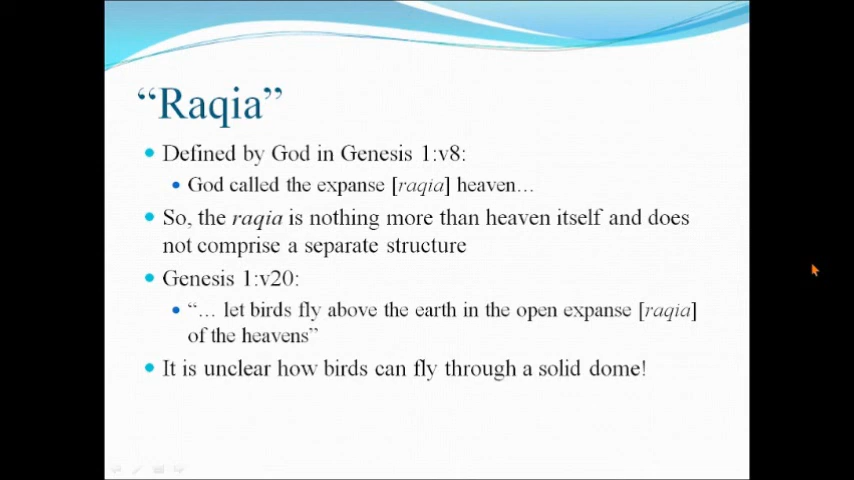 “Raqia”
Defined by God in Genesis 1:v8:
God called the expanse [raqia] heaven…
So, the raqia is nothing more than heaven itself and does
not comprise a separate structure
Genesis 1:v20:
“… let birds fly above the earth in the open expanse [raqia]
of the heavens”
It is unclear how birds can fly through a solid dome!